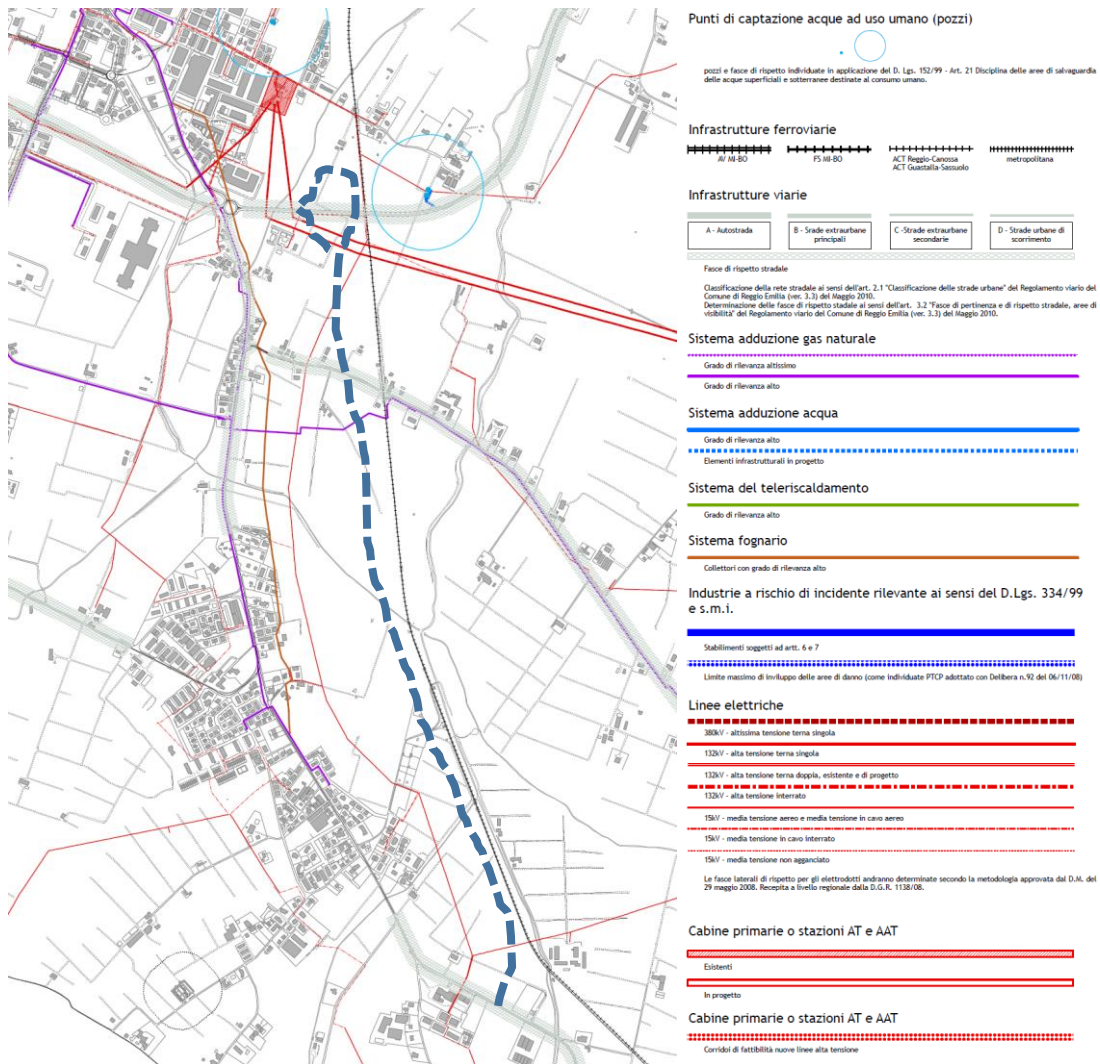 Punti di captazione acque ad uso umano (pozzi)
pozzi e fasce di rispetto individuate in applicazione del D. Lgs. 152/99 - Art. 21 Disciplina delle aree di salvaguardia
delle acque superficiali e sotterranee destinate al consumo umano.
Infrastrutture ferroviarie
AV MI-BO
FS MI-BO
ACT Reggio-Canossa
ACT Guastalla-Sassuolo
metropolitana
Infrastrutture viarie
A - Autostrada
B - Srade extraurbane
principali
C -Strade extraurbane
secondarie
D - Strade urbane di
scorrimento
Fasce di rispetto stradale
Classificazione della rete stradale ai sensi dell'art. 2.1 "Classificazione delle strade urbane" del Regolamento viario del
Comune di Reggio Emilia (ver. 3.3) del Maggio 2010.
Determinazione delle fasce di rispetto stadale ai sensi dell'art. 3.2 "Fasce di pertinenza e di rispetto stradale, aree di
visibilità" del Regolamento viario del Comune di Reggio Emilia (ver. 3.3) del Maggio 2010.
Sistema adduzione gas naturale
Grado di rilevanza altissimo
Grado di rilevanza alto
Sistema adduzione acqua
Grado di rilevanza alto
Elementi infrastrutturali in progetto
Sistema del teleriscaldamento
Grado di rilevanza alto
Sistema fognario
Collettori con grado di rilevanza alto
Industrie a rischio di incidente rilevante ai sensi del D.Lgs. 334/99
e s.m.i.
Stabilimenti soggetti ad artt. 6 e 7
Limite massimo di inviluppo delle aree di danno (come individuate PTCP adottato con Delibera n.92 del 06/11/08)
Linee elettriche
380kV - altissima tensione terna singola
132kV - alta tensione terna singola
132kV - alta tensione terna doppia, esistente e di progetto
132kV - alta tensione interrato
15kV - media tensione aereo e media tensione in cavo aereo
15kV - media tensione in cavo interrato
15kV - media tensione non agganciato
Le fasce laterali di rispetto per gli elettrodotti andranno determinate secondo la metodologia approvata dal D.M. del
29 maggio 2008. Recepita a livello regionale dalla D.G.R. 1138/08.
Cabine primarie o stazioni AT e AAT
Esistenti
In progetto
Cabine primarie o stazioni AT e AAT
Corridoi di fattibilità nuove linee alta tensione